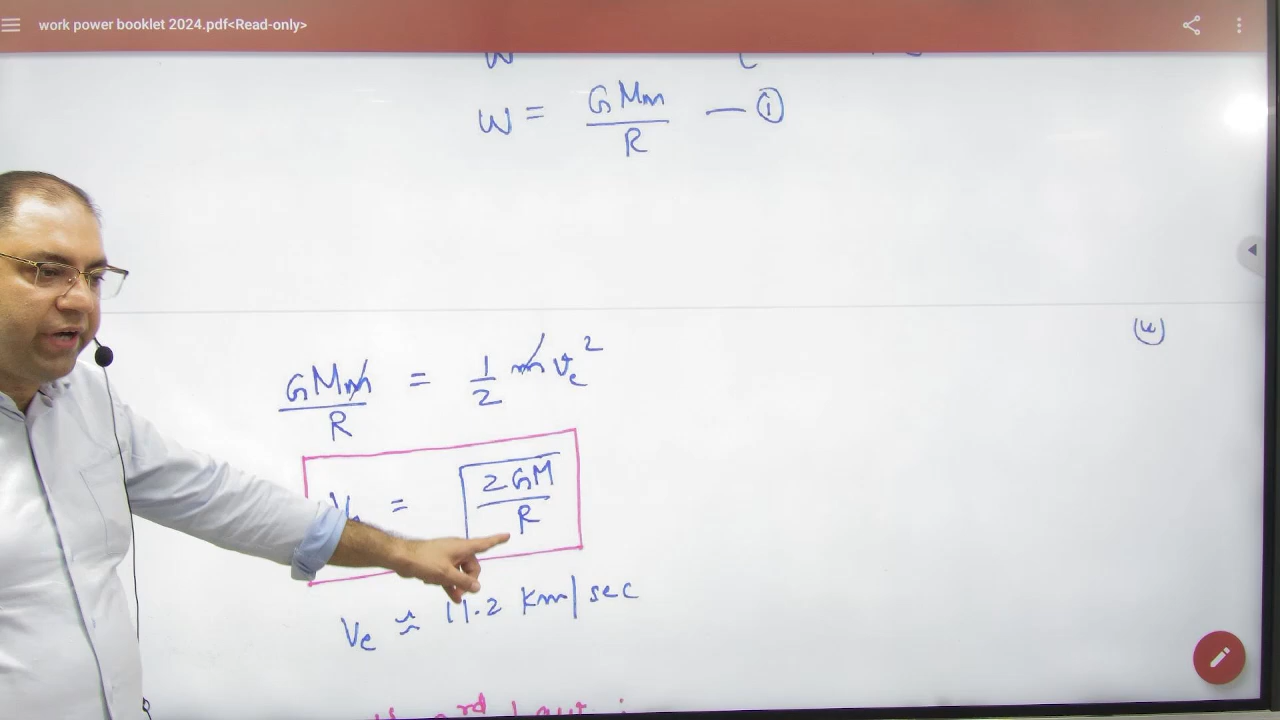 work power booklet 2024.pdf<Read-only>
W = GMm/R — ①
(4)
GMm/R = 1/2 m ve²
= √(2GM/R)
Ve ≈ 11.2 Km/sec